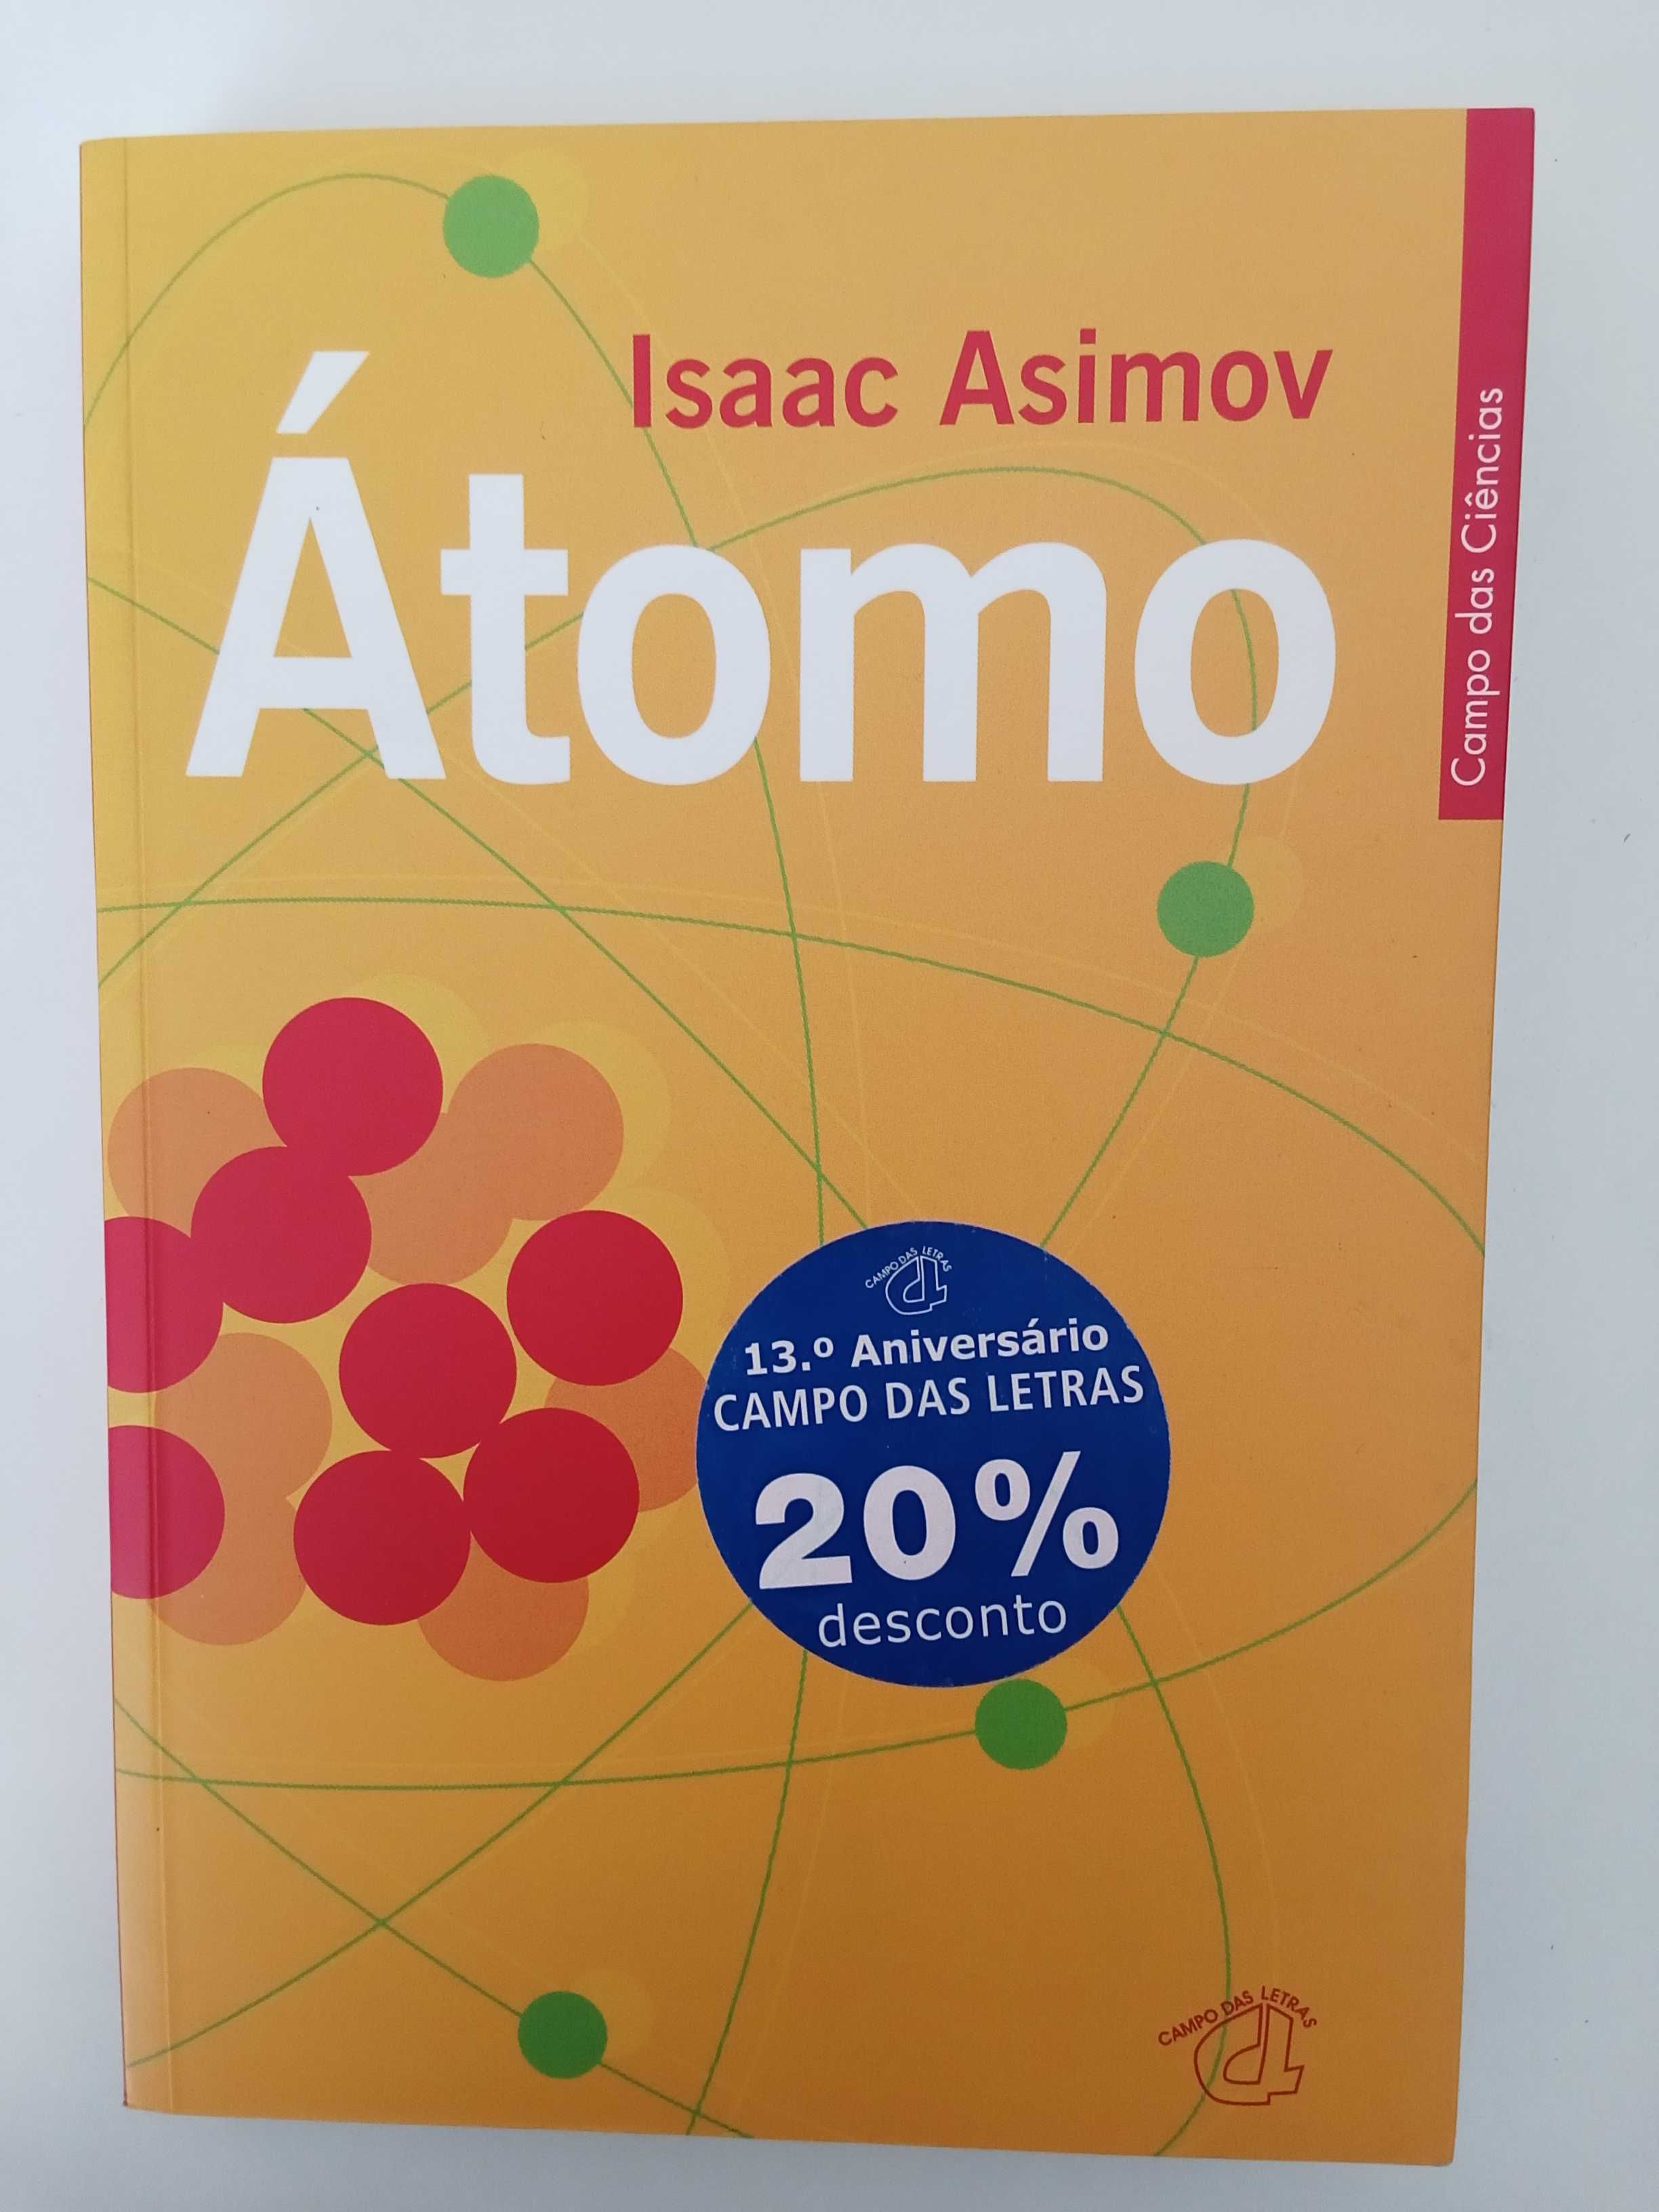 Isaac Asimov
Átomo
Campo das Ciências
CAMPO DAS LETRAS
13.º Aniversário
CAMPO DAS LETRAS
20%
desconto
CAMPO DAS LETRAS